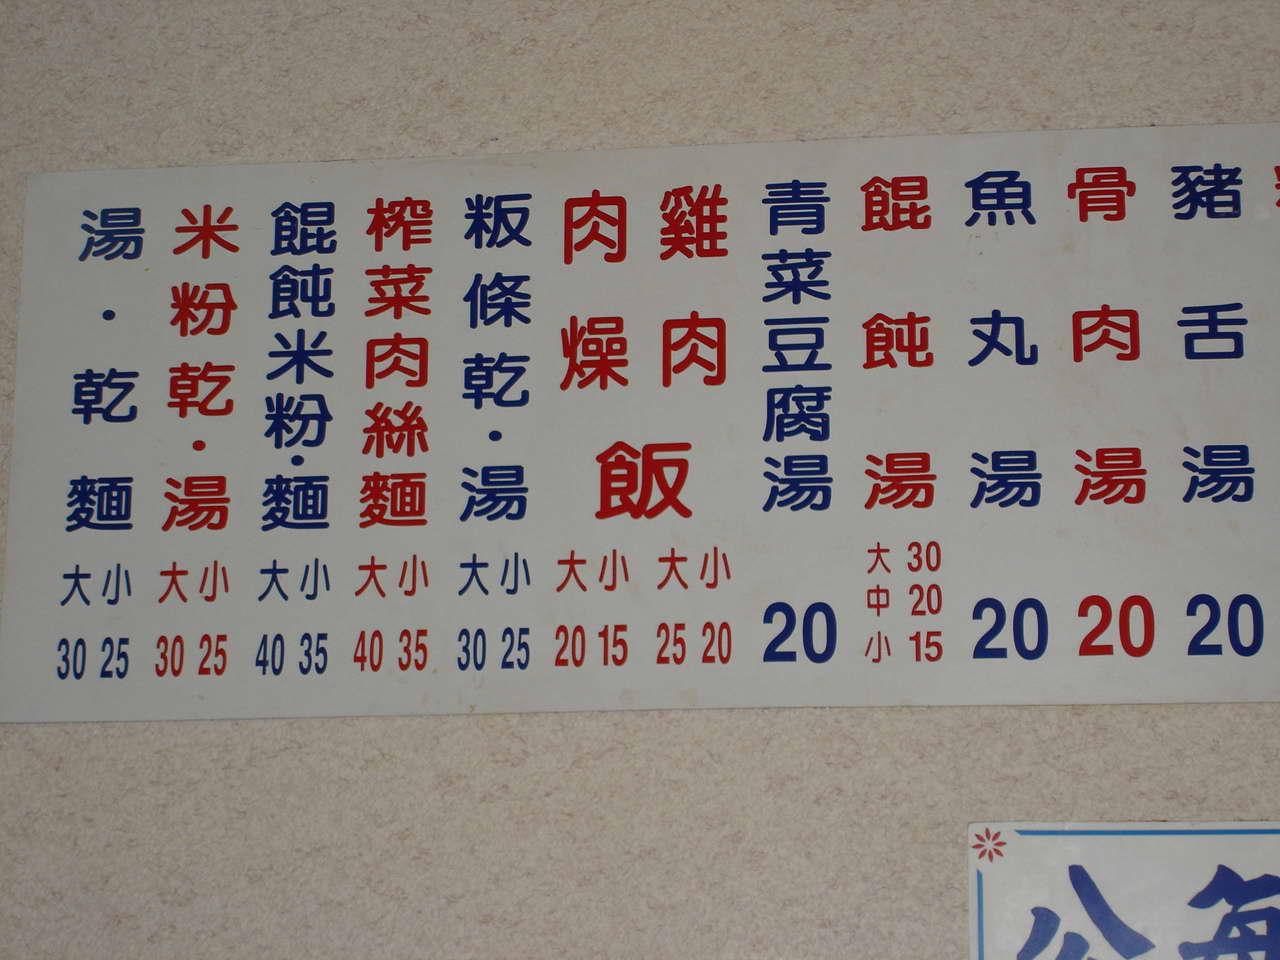 湯・乾麵 大小 30 25
米粉乾・湯 大小 30 25
餛飩米粉・麵 大小 40 35
榨菜肉絲麵 大小 40 35
粄條乾・湯 大小 30 25
肉燥 大小 20 15
雞肉 大小 25 20
飯
青菜豆腐湯 20
餛飩湯 大 30 中 20 小 15
魚丸湯 20
骨肉湯 20
豬舌湯 20